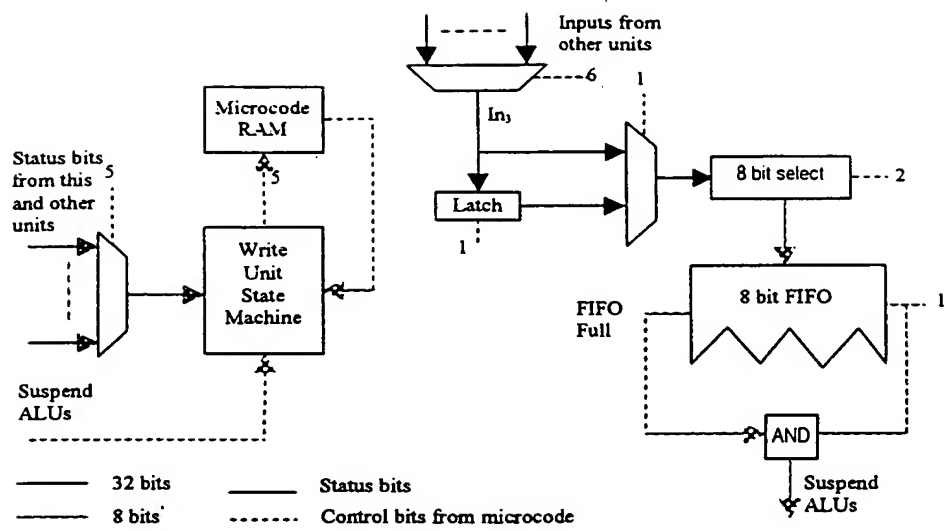 Inputs from
other units
6
1
In₃
Microcode
RAM
Status bits
from this
and other
units
5
5
8 bit select
2
Latch
1
Write
Unit
State
Machine
8 bit FIFO
1
FIFO
Full
Suspend
ALUs
AND
Suspend
ALUs
32 bits
Status bits
8 bits
Control bits from microcode